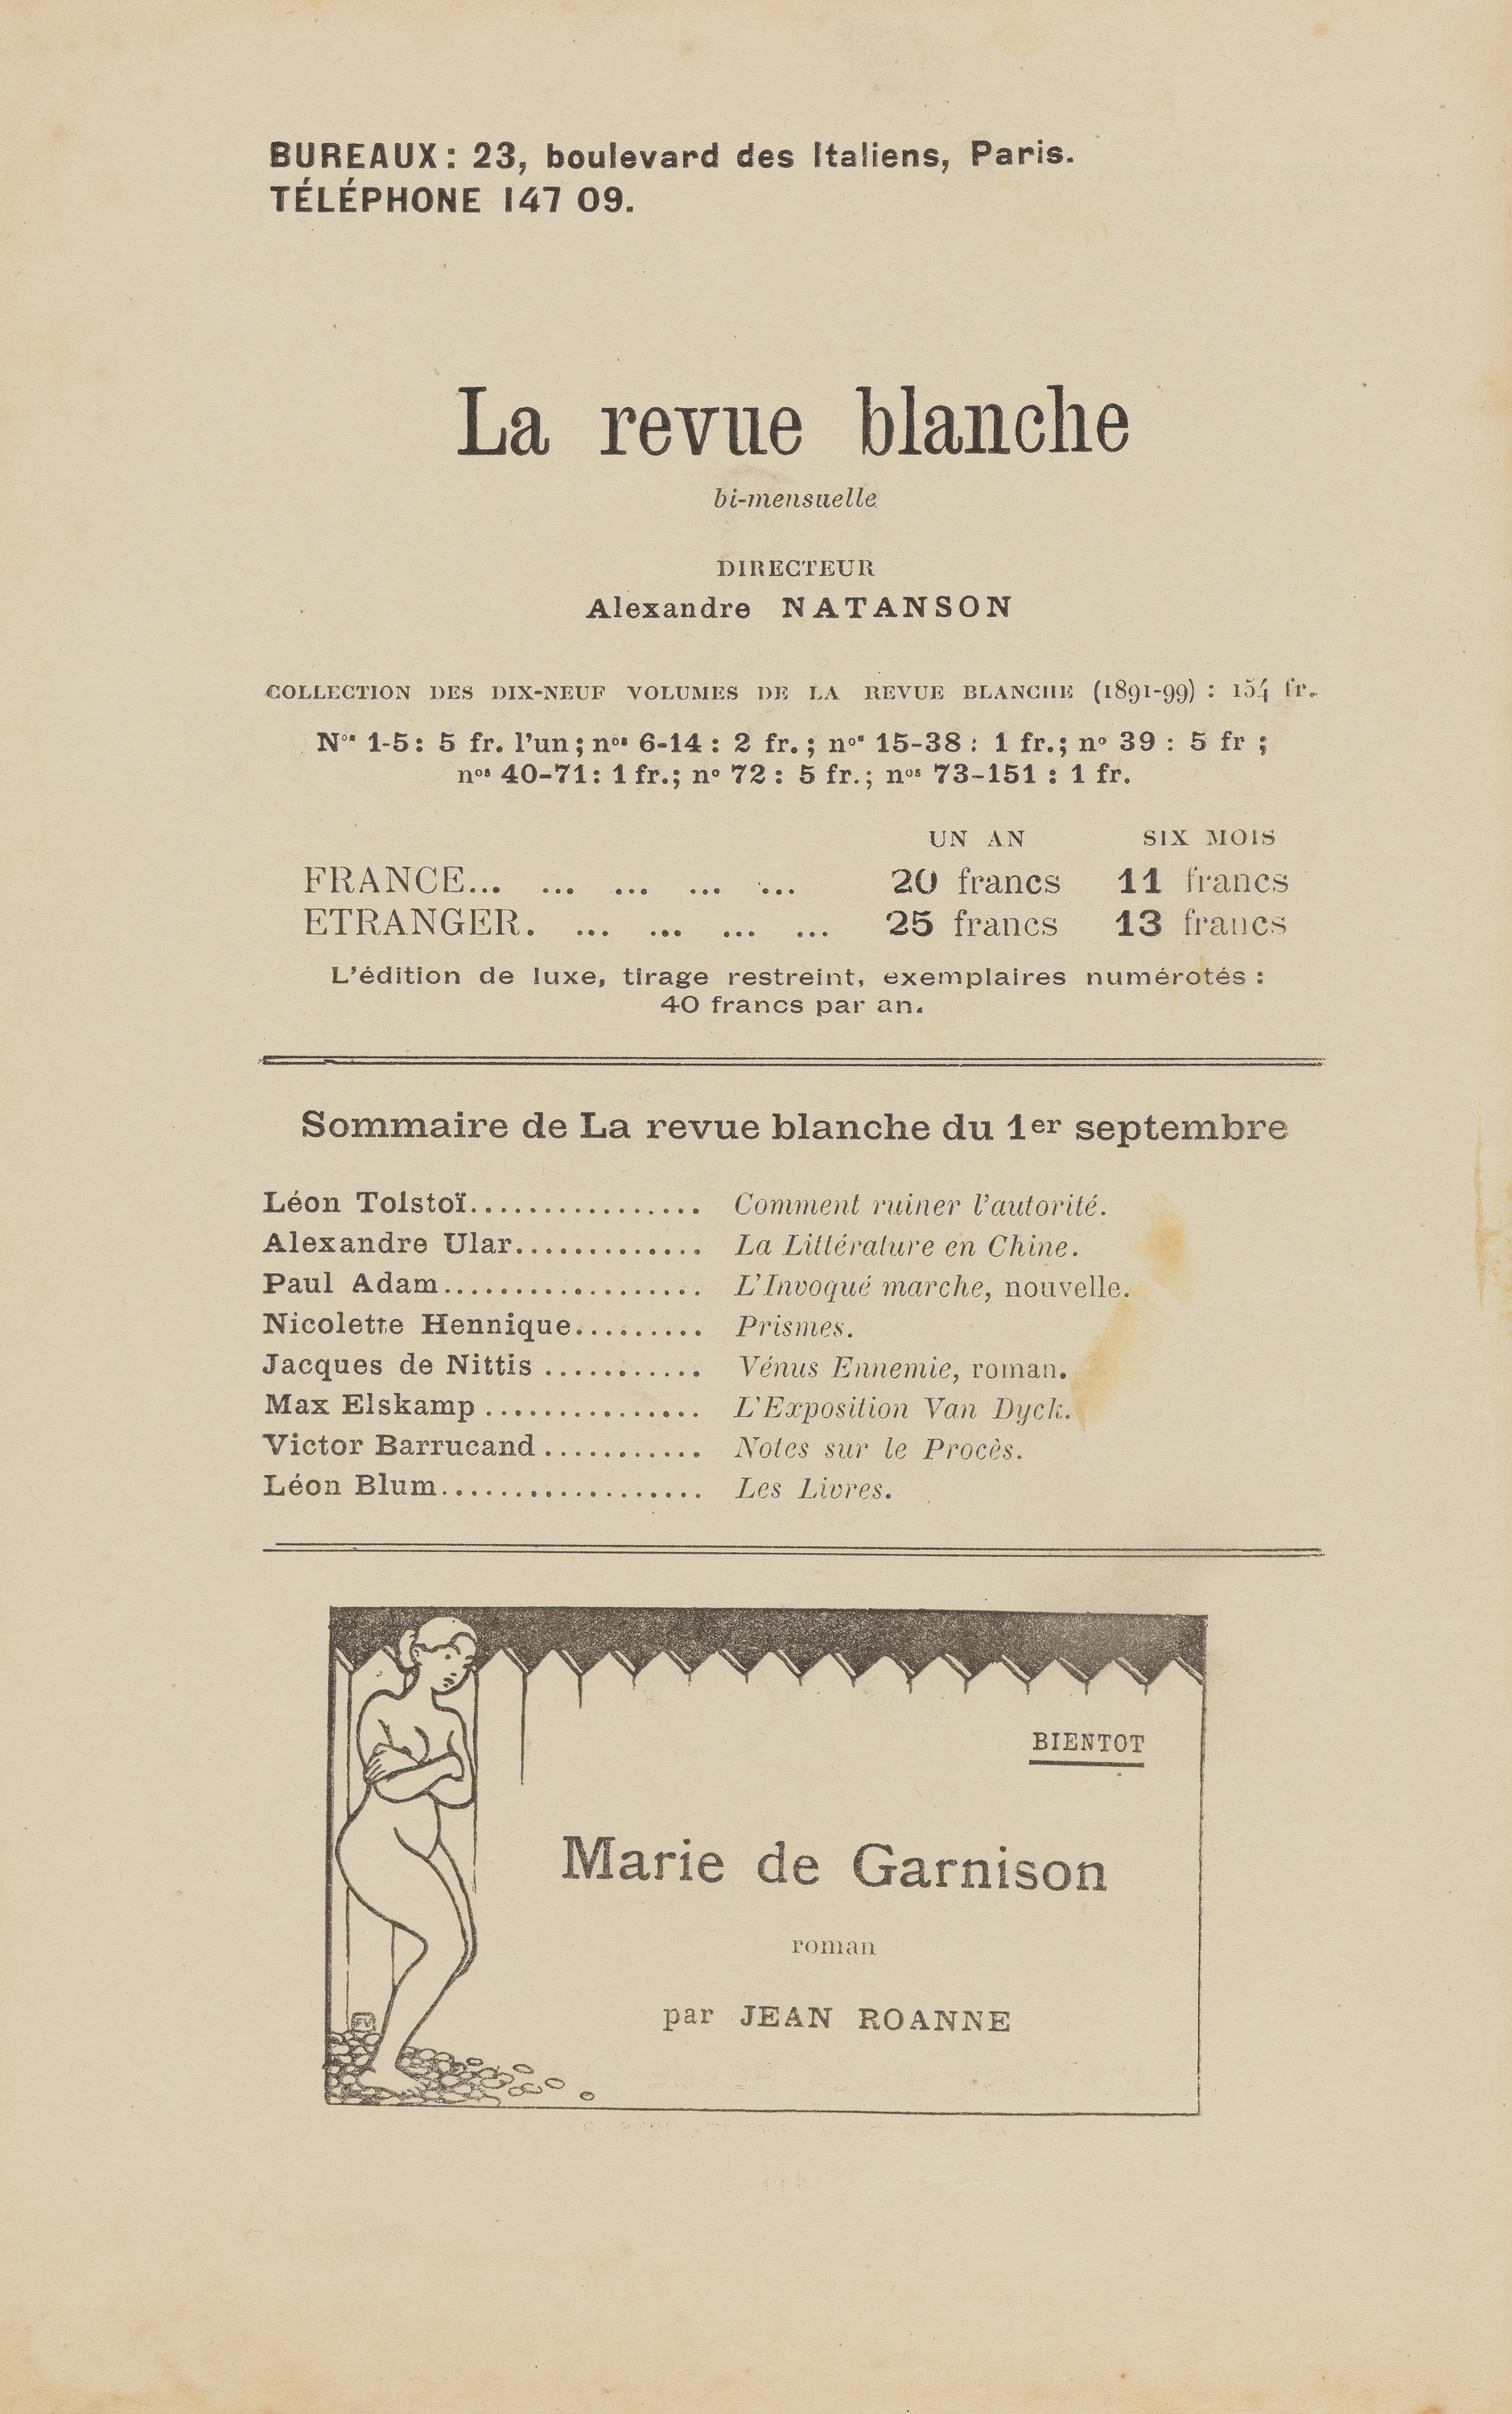 BUREAUX : 23, boulevard des Italiens, Paris.
TÉLÉPHONE 147 09.
La revue blanche
bi-mensuelle
DIRECTEUR
Alexandre NATANSON
COLLECTION DES DIX-NEUF VOLUMES DE LA REVUE BLANCHE (1891-99) : 154 fr.
Nos 1-5 : 5 fr. l'un ; nos 6-14 : 2 fr. ; nos 15-38 : 1 fr. ; no 39 : 5 fr ;
nos 40-71 : 1 fr. ; no 72 : 5 fr. ; nos 73-151 : 1 fr.
UN AN SIX MOIS
FRANCE... ... ... ... ... 20 francs 11 francs
ETRANGER. ... ... ... ... 25 francs 13 francs
L'édition de luxe, tirage restreint, exemplaires numérotés :
40 francs par an.
Sommaire de La revue blanche du 1er septembre
Léon Tolstoï................ Comment ruiner l'autorité.
Alexandre Ular............. La Littérature en Chine.
Paul Adam.................. L'Invoqué marche, nouvelle.
Nicolette Hennique......... Prismes.
Jacques de Nittis ........... Vénus Ennemie, roman.
Max Elskamp ............... L'Exposition Van Dyck.
Victor Barrucand ........... Notes sur le Procès.
Léon Blum.................. Les Livres.
BIENTOT
Marie de Garnison
roman
par JEAN ROANNE
FV